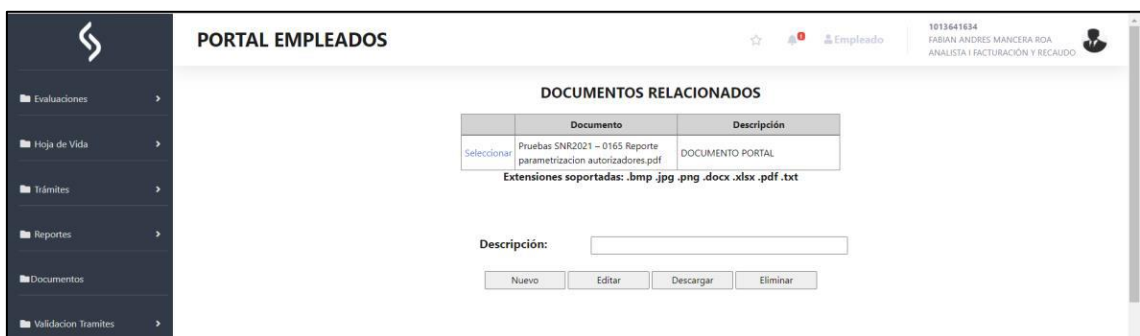 PORTAL EMPLEADOS
0
Empleado
1013641634
FABIAN ANDRES MANCERA ROA
ANALISTA I FACTURACIÓN Y RECAUDO
Evaluaciones
Hoja de Vida
Trámites
Reportes
Documentos
Validacion Tramites
DOCUMENTOS RELACIONADOS
Documento Descripción
Seleccionar Pruebas SNR2021 – 0165 Reporte parametrizacion autorizadores.pdf DOCUMENTO PORTAL
Extensiones soportadas: .bmp .jpg .png .docx .xlsx .pdf .txt
Descripción:
Nuevo Editar Descargar Eliminar